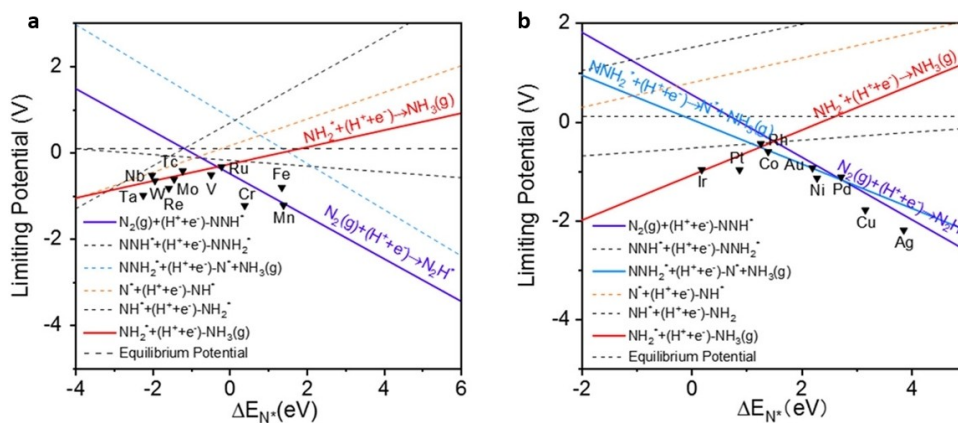 a
Limiting Potential (V)
2
0
-2
-4
NH₂*+(H⁺+e⁻)→NH₃(g)
Tc
Nb
Ru
Ta
W
Re
Mo
V
Fe
Cr
Mn
N₂(g)+(H⁺+e⁻)→N₂H*
N₂(g)+(H⁺+e⁻)-NNH*
NNH*+(H⁺+e⁻)-NNH₂*
NNH₂*+(H⁺+e⁻)-N*+NH₃(g)
N*+(H⁺+e⁻)-NH*
NH*+(H⁺+e⁻)-NH₂*
NH₂*+(H⁺+e⁻)-NH₃(g)
Equilibrium Potential
-4
-2
0
2
4
6
ΔE_N*(eV)
b
Limiting Potential (V)
2
0
-2
-4
NNH₂*+(H⁺+e⁻)→N*+NH₃(g)
NH₂*+(H⁺+e⁻)→NH₃(g)
Rh
Ir
Pt
Co
Au
Ni
Pd
Cu
Ag
N₂(g)+(H⁺+e⁻)→N₂H
N₂(g)+(H⁺+e⁻)-NNH*
NNH*+(H⁺+e⁻)-NNH₂*
NNH₂*+(H⁺+e⁻)-N*+NH₃(g)
N*+(H⁺+e⁻)-NH*
NH*+(H⁺+e⁻)-NH₂
NH₂*+(H⁺+e⁻)-NH₃(g)
Equilibrium Potential
-2
0
2
4
ΔE_N*(eV)